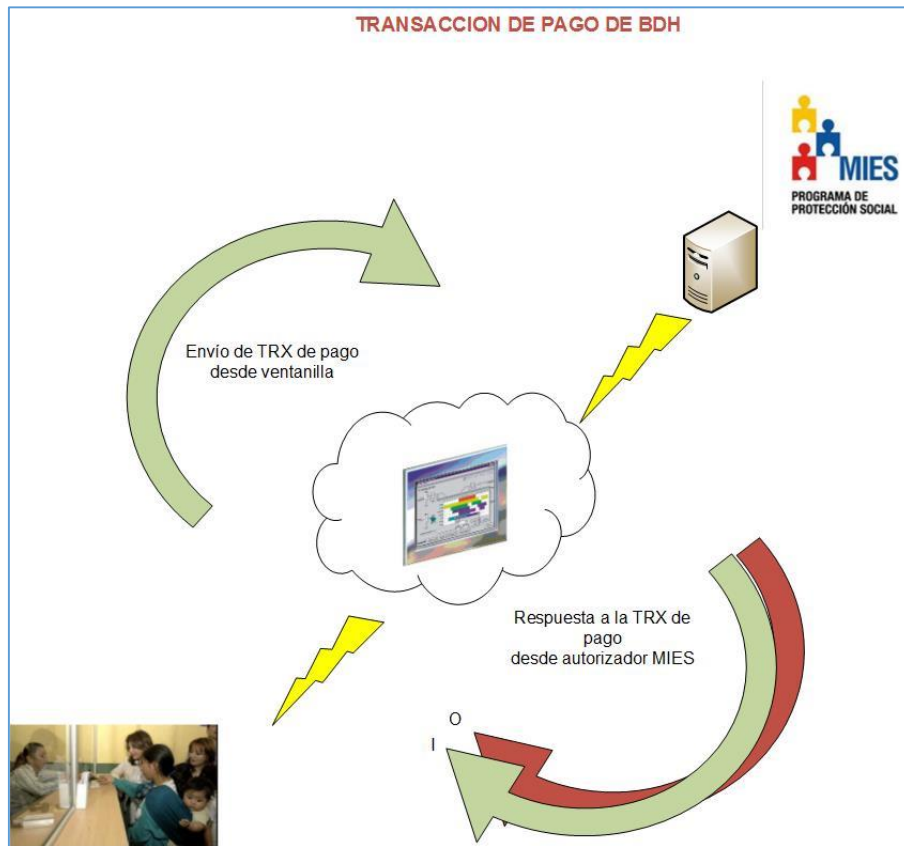 TRANSACCION DE PAGO DE BDH
MIES
PROGRAMA DE
PROTECCIÓN SOCIAL
Envío de TRX de pago
desde ventanilla
Respuesta a la TRX de
pago
desde autorizador MIES
O
I